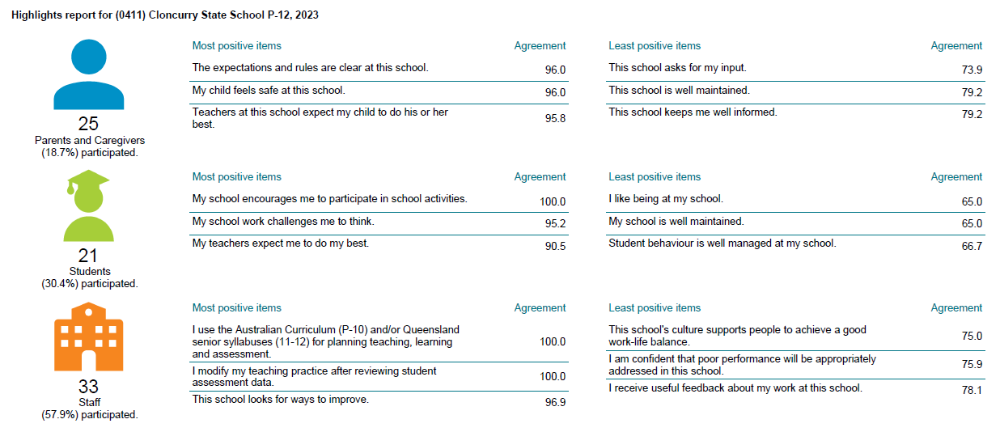 Highlights report for (0411) Cloncurry State School P-12, 2023
Most positive items Agreement Least positive items Agreement
The expectations and rules are clear at this school. 96.0 This school asks for my input. 73.9
My child feels safe at this school. 96.0 This school is well maintained. 79.2
Teachers at this school expect my child to do his or her
best. 95.8 This school keeps me well informed. 79.2
25
Parents and Caregivers
(18.7%) participated.
Most positive items Agreement Least positive items Agreement
My school encourages me to participate in school activities. 100.0 I like being at my school. 65.0
My school work challenges me to think. 95.2 My school is well maintained. 65.0
My teachers expect me to do my best. 90.5 Student behaviour is well managed at my school. 66.7
21
Students
(30.4%) participated.
Most positive items Agreement Least positive items Agreement
I use the Australian Curriculum (P-10) and/or Queensland
senior syllabuses (11-12) for planning teaching, learning
and assessment. 100.0
This school's culture supports people to achieve a good
work-life balance. 75.0
I modify my teaching practice after reviewing student
assessment data. 100.0
I am confident that poor performance will be appropriately
addressed in this school. 75.9
This school looks for ways to improve. 96.9 I receive useful feedback about my work at this school. 78.1
33
Staff
(57.9%) participated.